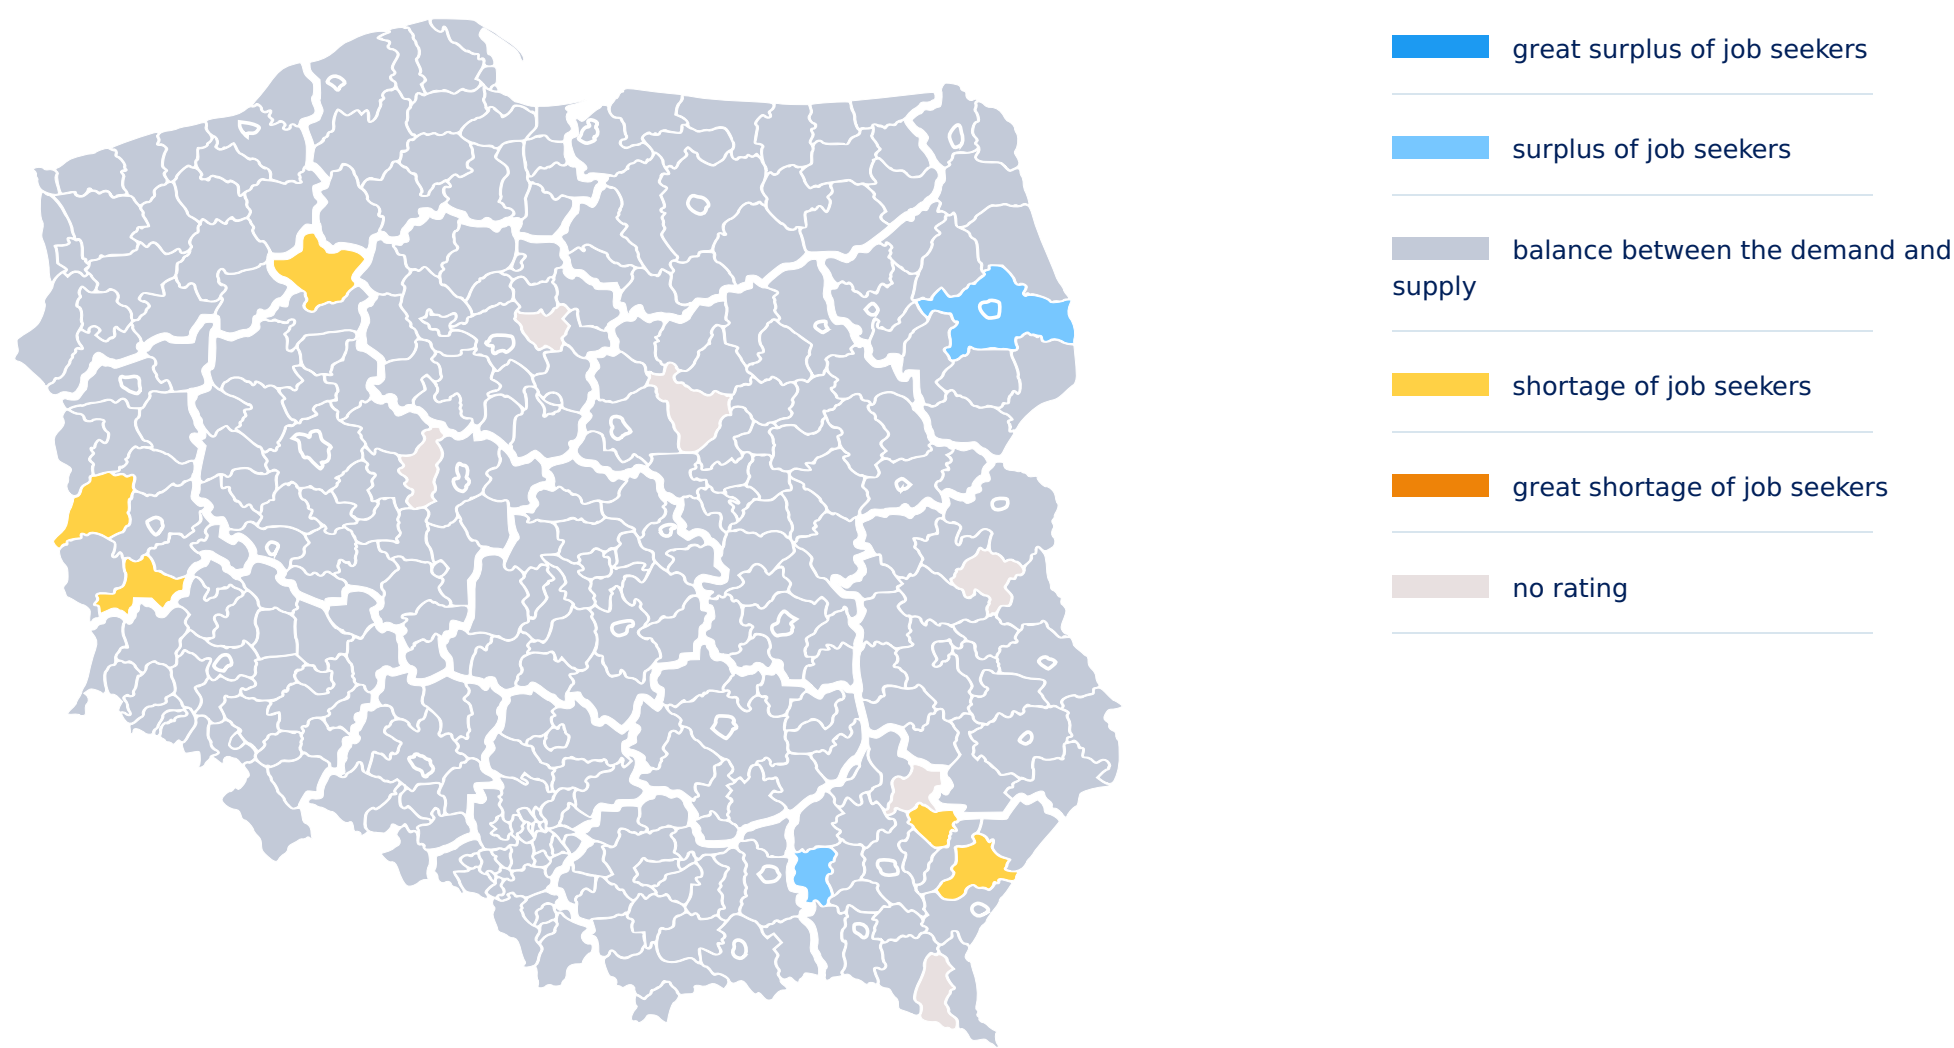 great surplus of job seekers
surplus of job seekers
balance between the demand and
supply
shortage of job seekers
great shortage of job seekers
no rating